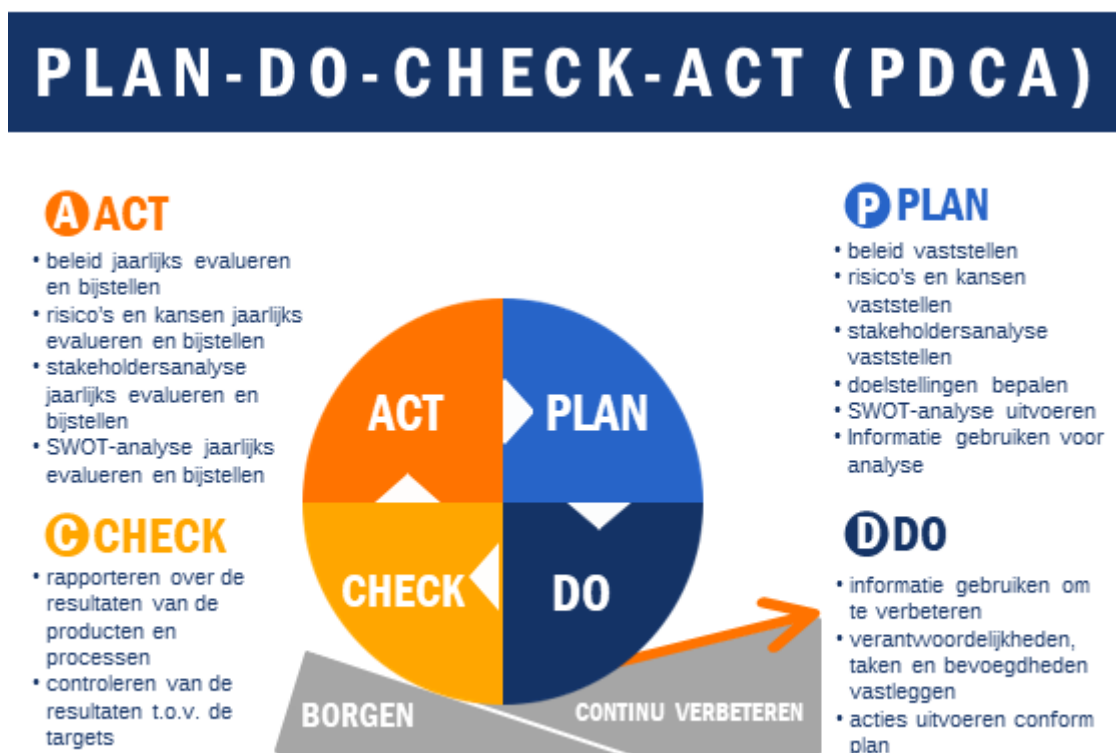 PLAN-DO-CHECK-ACT (PDCA)
A ACT
• beleid jaarlijks evalueren
en bijstellen
• risico's en kansen jaarlijks
evalueren en bijstellen
• stakeholdersanalyse
jaarlijks evalueren en
bijstellen
• SWOT-analyse jaarlijks
evalueren en bijstellen
C CHECK
• rapporteren over de
resultaten van de
producten en
processen
• controleren van de
resultaten t.o.v. de
targets
ACT
PLAN
CHECK
DO
BORGEN
CONTINU VERBETEREN
P PLAN
• beleid vaststellen
• risico's en kansen
vaststellen
• stakeholdersanalyse
vaststellen
• doelstellingen bepalen
• SWOT-analyse uitvoeren
• Informatie gebruiken voor
analyse
D DO
• informatie gebruiken om
te verbeteren
• verantwoordelijkheden,
taken en bevoegdheden
vastleggen
• acties uitvoeren conform
plan